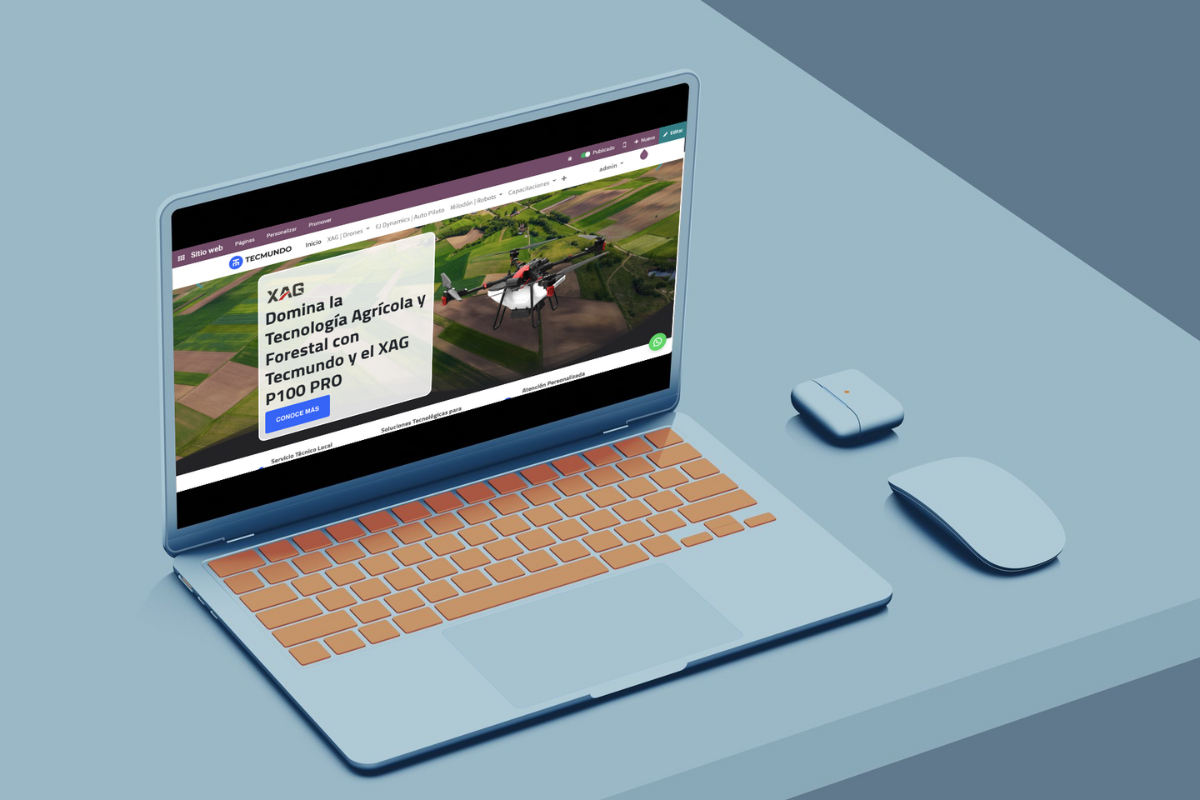 Sitio web Páginas Personalizar Promover Publicado Nuevo Editar
TECMUNDO Inicio XAG | Drones FJ Dynamics | Auto Piloto Hilodán | Robots Capacitaciones admin
XAG
Domina la
Tecnología Agrícola y
Forestal con
Tecmundo y el XAG
P100 PRO
CONOCE MÁS
Servicio Técnico Local
Soluciones Tecnológicas para
Atención Personalizada